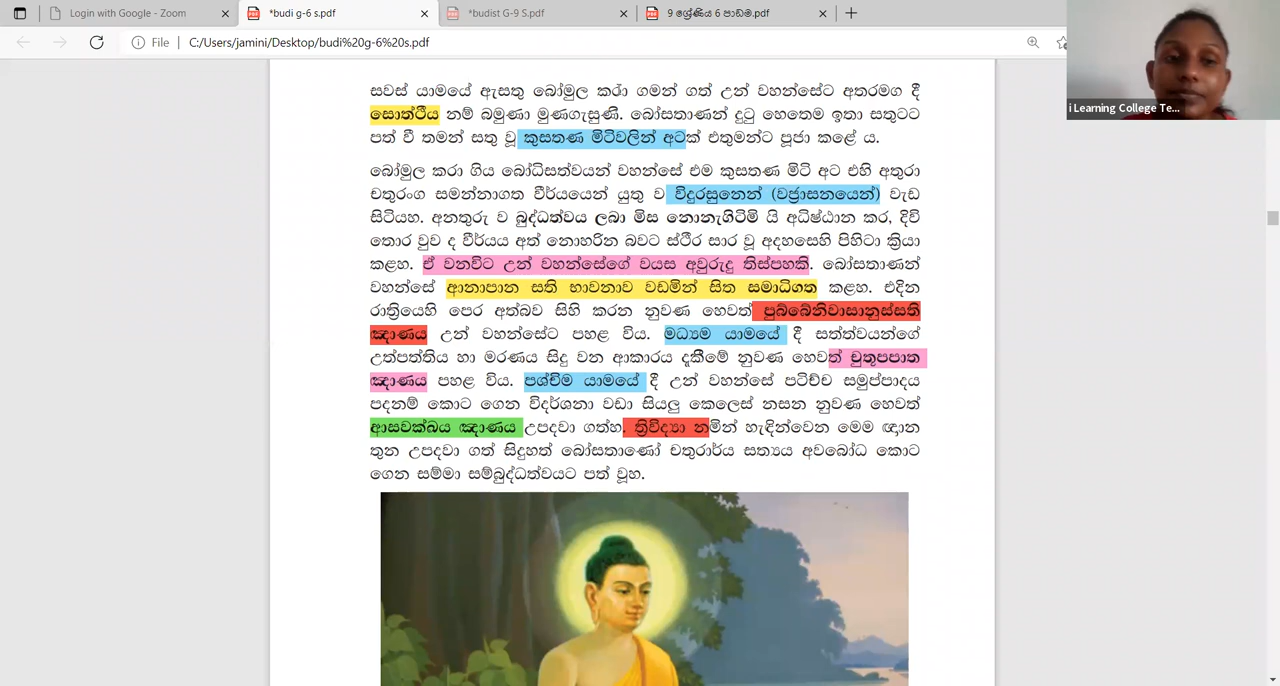 Login with Google - Zoom
*budi g-6 s.pdf
*budist G-9 S.pdf
9 ශ්‍රේණිය 6 පාඩම.pdf
File
C:/Users/jamini/Desktop/budi%20g-6%20s.pdf
i Learning College Te...
සවස් යාමයේ ඇසතු බෝමුල කරා ගමන් ගත් උන් වහන්සේට අතරමග දී
සොත්ථිය නම් බමුණා මුණගැසුණි. බෝසතාණන් දුටු හෙතෙම ඉතා සතුටට
පත් වී තමන් සතු වූ කුසතණ මිටිවලින් අටක් එතුමන්ට පූජා කළේ ය.
බෝමුල කරා ගිය බෝධිසත්වයන් වහන්සේ එම කුසතණ මිටි අට එහි අතුරා
චතුරංග සමන්නාගත වීර්යයෙන් යුතු ව විදුරසුනෙන් (වජ්‍රාසනයෙන්) වැඩ
සිටියහ. අනතුරු ව බුද්ධත්වය ලබා මිස නොනැගිටිමි යි අධිෂ්ඨාන කර, දිවි
තොර වුව ද වීර්යය අත් නොහරින බවට ස්ථිර සාර වූ අදහසෙහි පිහිටා ක්‍රියා
කළහ. ඒ වනවිට උන් වහන්සේගේ වයස අවුරුදු තිස්පහකි. බෝසතාණන්
වහන්සේ ආනාපාන සති භාවනාව වඩමින් සිත සමාධිගත කළහ. එදින
රාත්‍රියෙහි පෙර අත්බව සිහි කරන නුවණ හෙවත් පුබ්බේනිවාසානුස්සති
ඤාණය උන් වහන්සේට පහළ විය. මධ්‍යම යාමයේ දී සත්ත්වයන්ගේ
උත්පත්තිය හා මරණය සිදු වන ආකාරය දැකීමේ නුවණ හෙවත් චුතූපපාත
ඤාණය පහළ විය. පශ්චිම යාමයේ දී උන් වහන්සේ පටිච්ච සමුප්පාදය
පදනම් කොට ගෙන විදර්ශනා වඩා සියලු කෙලෙස් නසන නුවණ හෙවත්
ආසවක්ඛය ඤාණය උපදවා ගත්හ. ත්‍රිවිද්‍යා නමින් හැඳින්වෙන මෙම ඥාන
තුන උපදවා ගත් සිදුහත් බෝසතාණෝ චතුරාර්ය සත්‍යය අවබෝධ කොට
ගෙන සම්මා සම්බුද්ධත්වයට පත් වූහ.